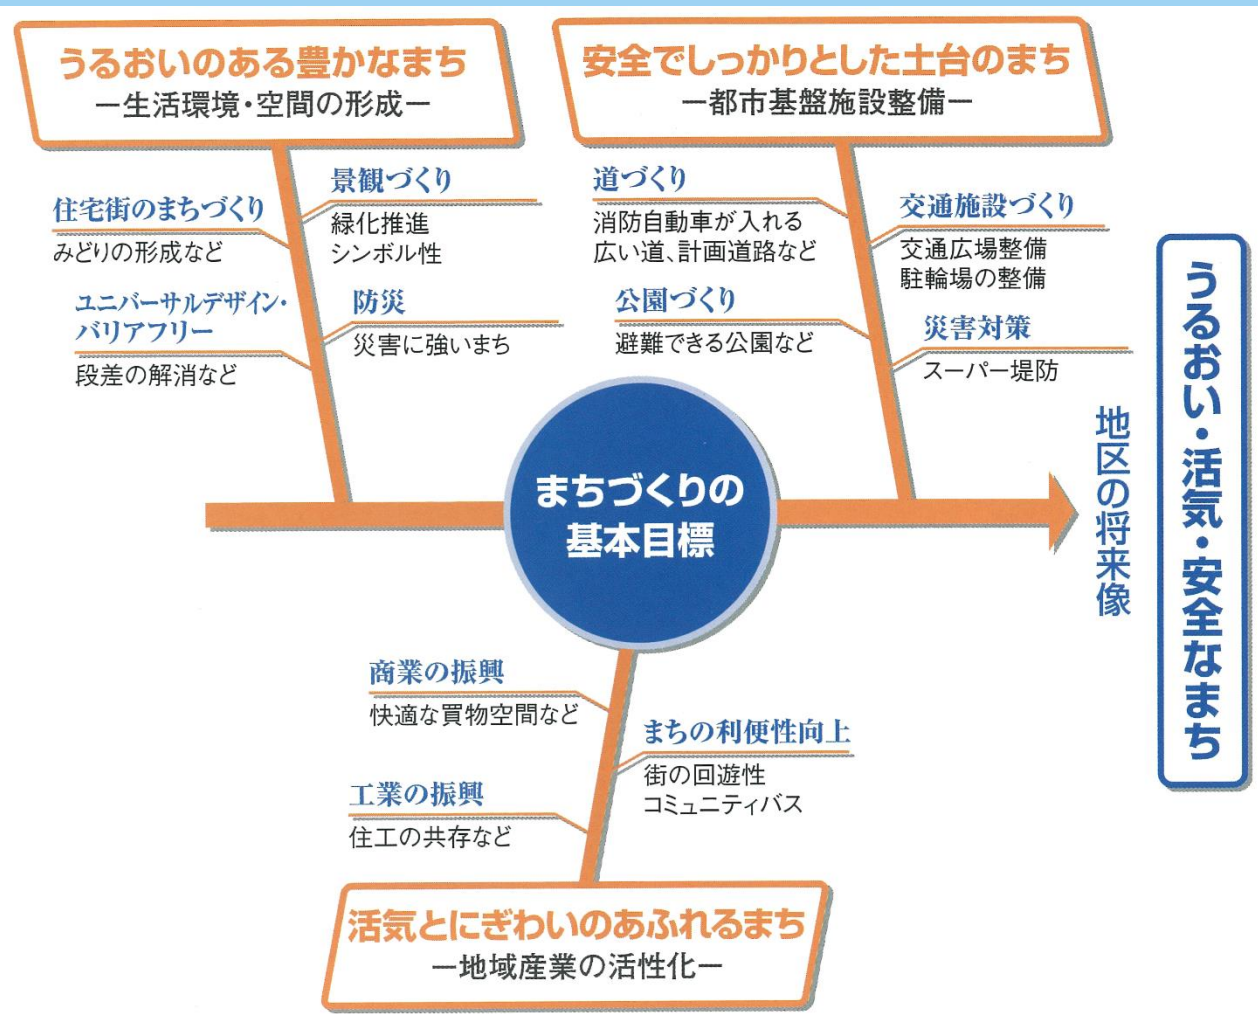 うるおいのある豊かなまち
ー生活環境・空間の形成ー
住宅街のまちづくり
みどりの形成など
景観づくり
緑化推進
シンボル性
ユニバーサルデザイン・
バリアフリー
段差の解消など
防災
災害に強いまち
安全でしっかりとした土台のまち
ー都市基盤施設整備ー
道づくり
消防自動車が入れる
広い道、計画道路など
交通施設づくり
交通広場整備
駐輪場の整備
公園づくり
避難できる公園など
災害対策
スーパー堤防
まちづくりの
基本目標
地区の将来像
うるおい・活気・安全なまち
商業の振興
快適な買物空間など
まちの利便性向上
街の回遊性
コミュニティバス
工業の振興
住工の共存など
活気とにぎわいのあふれるまち
ー地域産業の活性化ー